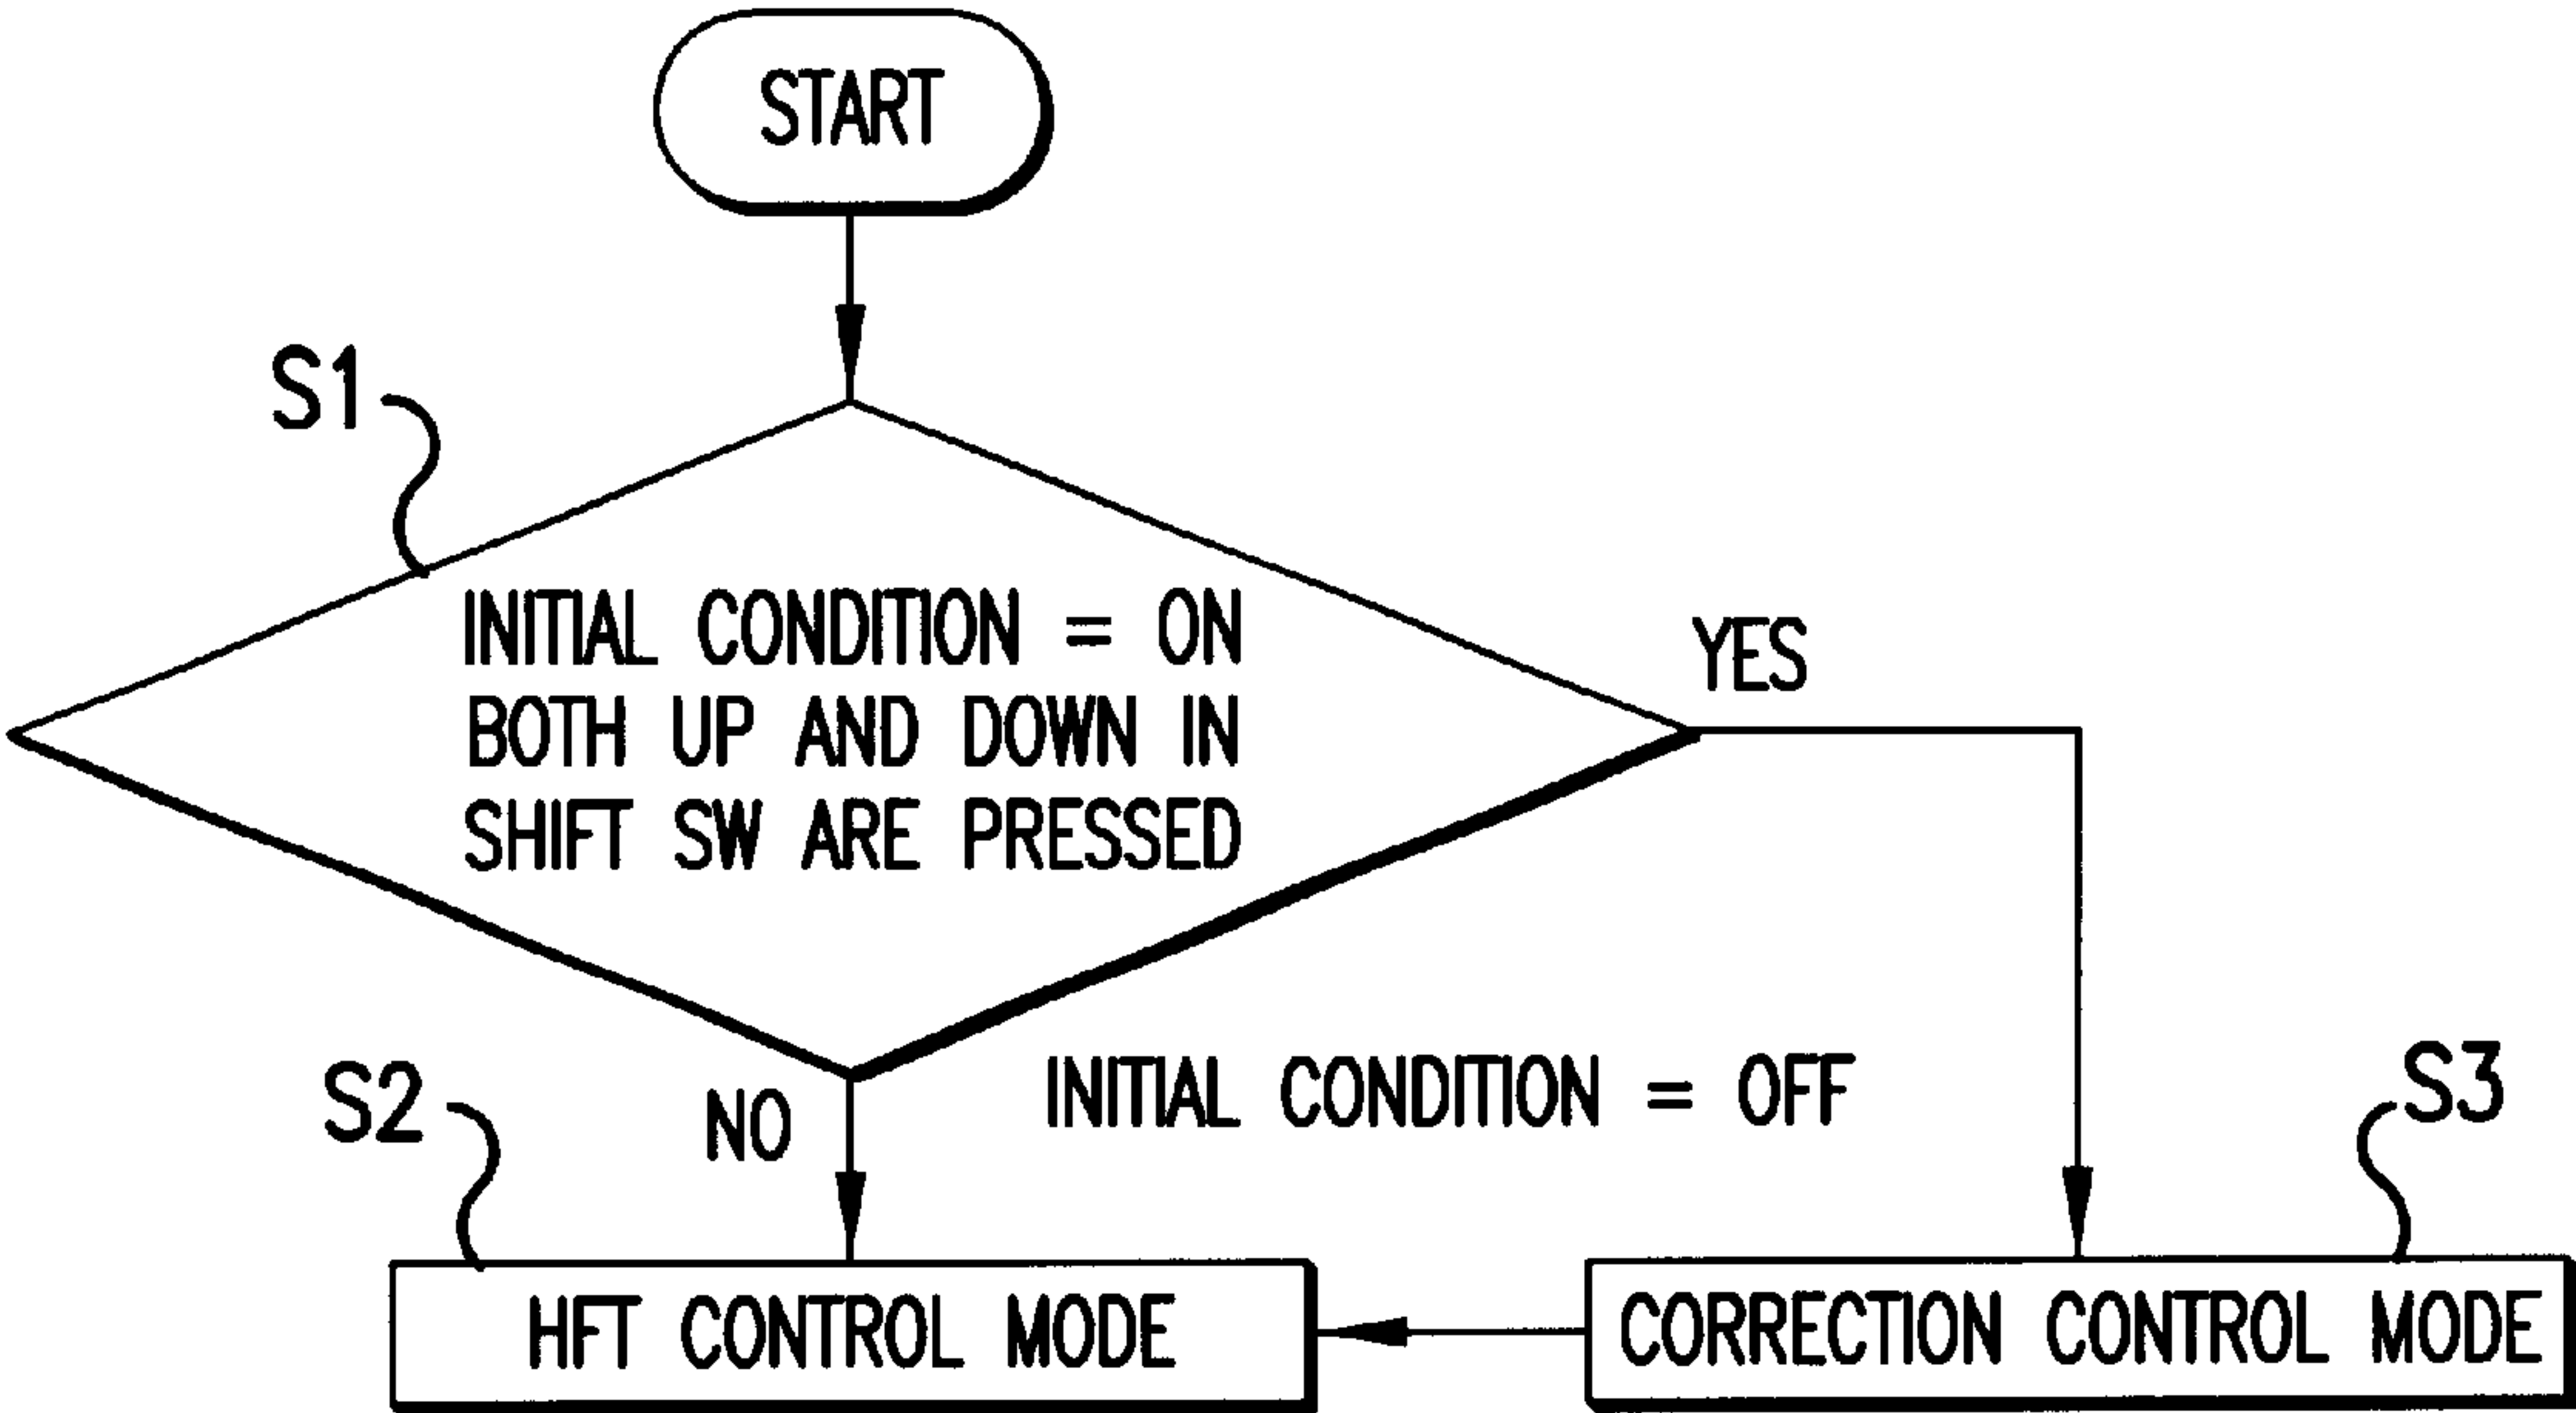 START
S1
INITIAL CONDITION = ON
BOTH UP AND DOWN IN
SHIFT SW ARE PRESSED
YES
S2
NO
INITIAL CONDITION = OFF
S3
HFT CONTROL MODE
CORRECTION CONTROL MODE